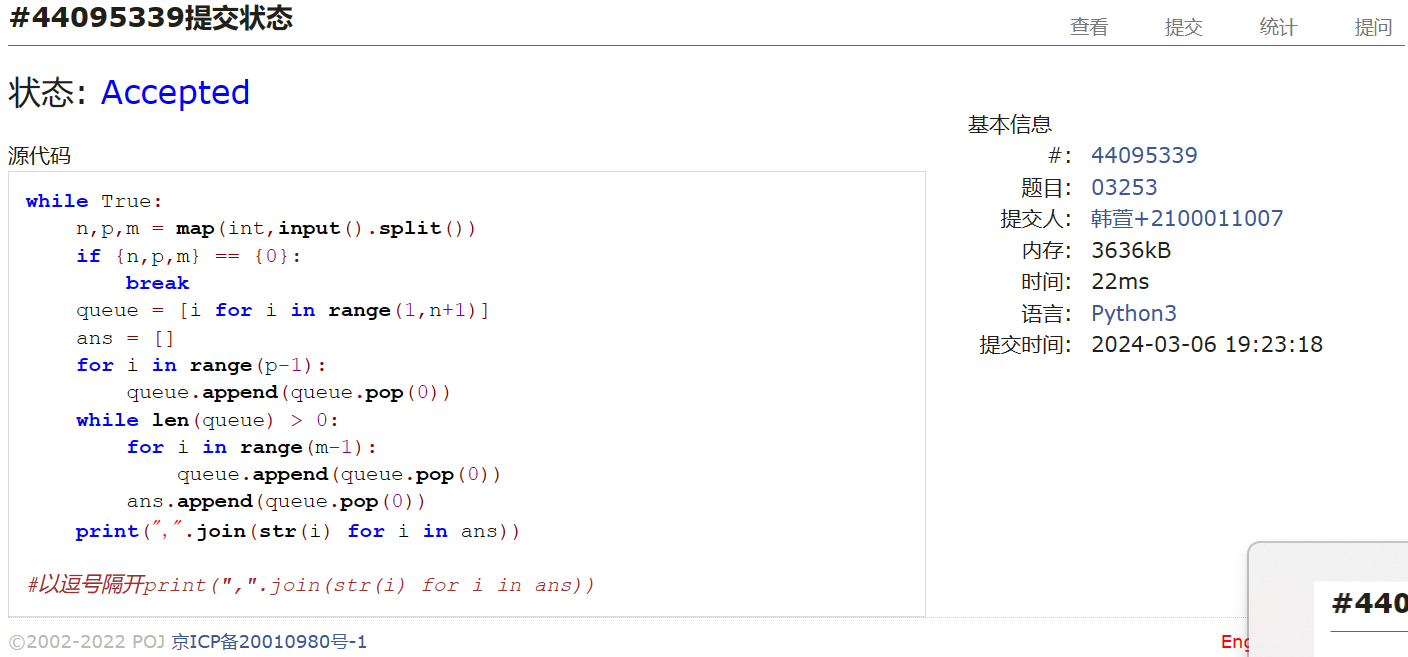 #44095339提交状态
查看 提交 统计 提问
状态: Accepted
源代码
while True:
    n,p,m = map(int,input().split())
    if {n,p,m} == {0}:
        break
    queue = [i for i in range(1,n+1)]
    ans = []
    for i in range(p-1):
        queue.append(queue.pop(0))
    while len(queue) > 0:
        for i in range(m-1):
            queue.append(queue.pop(0))
        ans.append(queue.pop(0))
    print(",".join(str(i) for i in ans))
#以逗号隔开print(",".join(str(i) for i in ans))
基本信息
#: 44095339
题目: 03253
提交人: 韩萱+2100011007
内存: 3636kB
时间: 22ms
语言: Python3
提交时间: 2024-03-06 19:23:18
©2002-2022 POJ 京ICP备20010980号-1
#440